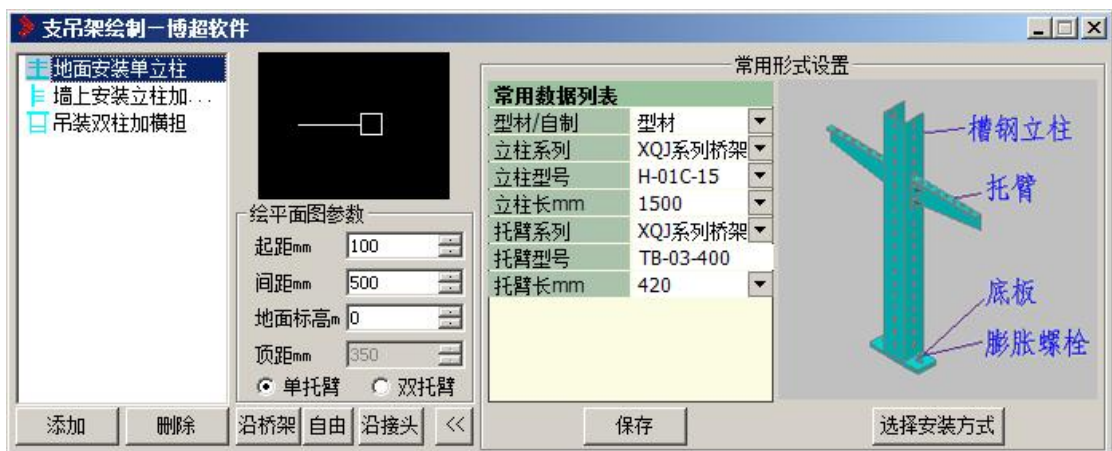 支吊架绘制－博超软件
地面安装单立柱
墙上安装立柱加...
吊装双柱加横担
绘平面图参数
起距mm 100
间距mm 500
地面标高m 0
顶距mm 350
单托臂 双托臂
添加 删除 沿桥架 自由 沿接头 <<
常用形式设置
常用数据列表
型材/自制 型材
立柱系列 XQJ系列桥架
立柱型号 H-01C-15
立柱长mm 1500
托臂系列 XQJ系列桥架
托臂型号 TB-03-400
托臂长mm 420
槽钢立柱
托臂
底板
膨胀螺栓
保存 选择安装方式